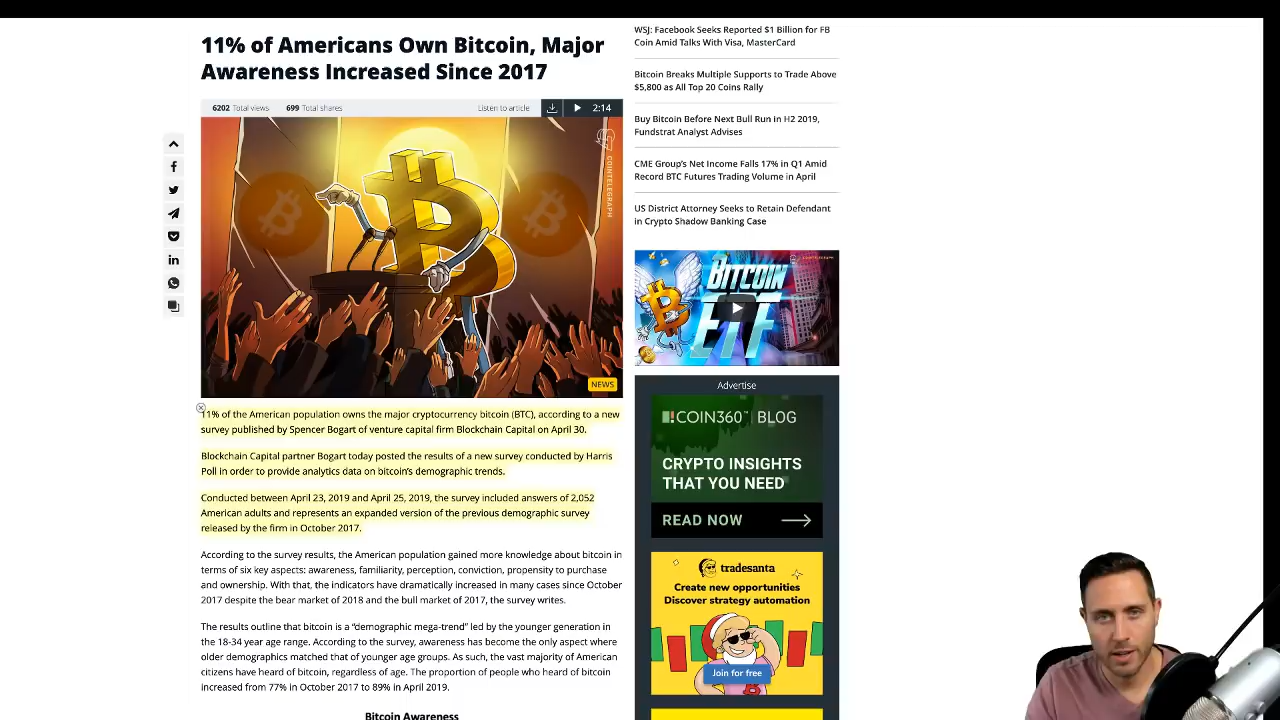 11% of Americans Own Bitcoin, Major
Awareness Increased Since 2017
6202 Total views 699 Total shares Listen to article 2:14
COINTELEGRAPH
NEWS
11% of the American population owns the major cryptocurrency bitcoin (BTC), according to a new
survey published by Spencer Bogart of venture capital firm Blockchain Capital on April 30.
Blockchain Capital partner Bogart today posted the results of a new survey conducted by Harris
Poll in order to provide analytics data on bitcoin's demographic trends.
Conducted between April 23, 2019 and April 25, 2019, the survey included answers of 2,052
American adults and represents an expanded version of the previous demographic survey
released by the firm in October 2017.
According to the survey results, the American population gained more knowledge about bitcoin in
terms of six key aspects: awareness, familiarity, perception, conviction, propensity to purchase
and ownership. With that, the indicators have dramatically increased in many cases since October
2017 despite the bear market of 2018 and the bull market of 2017, the survey writes.
The results outline that bitcoin is a “demographic mega-trend” led by the younger generation in
the 18-34 year age range. According to the survey, awareness has become the only aspect where
older demographics matched that of younger age groups. As such, the vast majority of American
citizens have heard of bitcoin, regardless of age. The proportion of people who heard of bitcoin
increased from 77% in October 2017 to 89% in April 2019.
Bitcoin Awareness
WSJ: Facebook Seeks Reported $1 Billion for FB
Coin Amid Talks With Visa, MasterCard
Bitcoin Breaks Multiple Supports to Trade Above
$5,800 as All Top 20 Coins Rally
Buy Bitcoin Before Next Bull Run in H2 2019,
Fundstrat Analyst Advises
CME Group's Net Income Falls 17% in Q1 Amid
Record BTC Futures Trading Volume in April
US District Attorney Seeks to Retain Defendant
in Crypto Shadow Banking Case
BITCOIN
ETF
Advertise
COIN360™ | BLOG
CRYPTO INSIGHTS
THAT YOU NEED
READ NOW
tradesanta
Create new opportunities
Discover strategy automation
Join for free